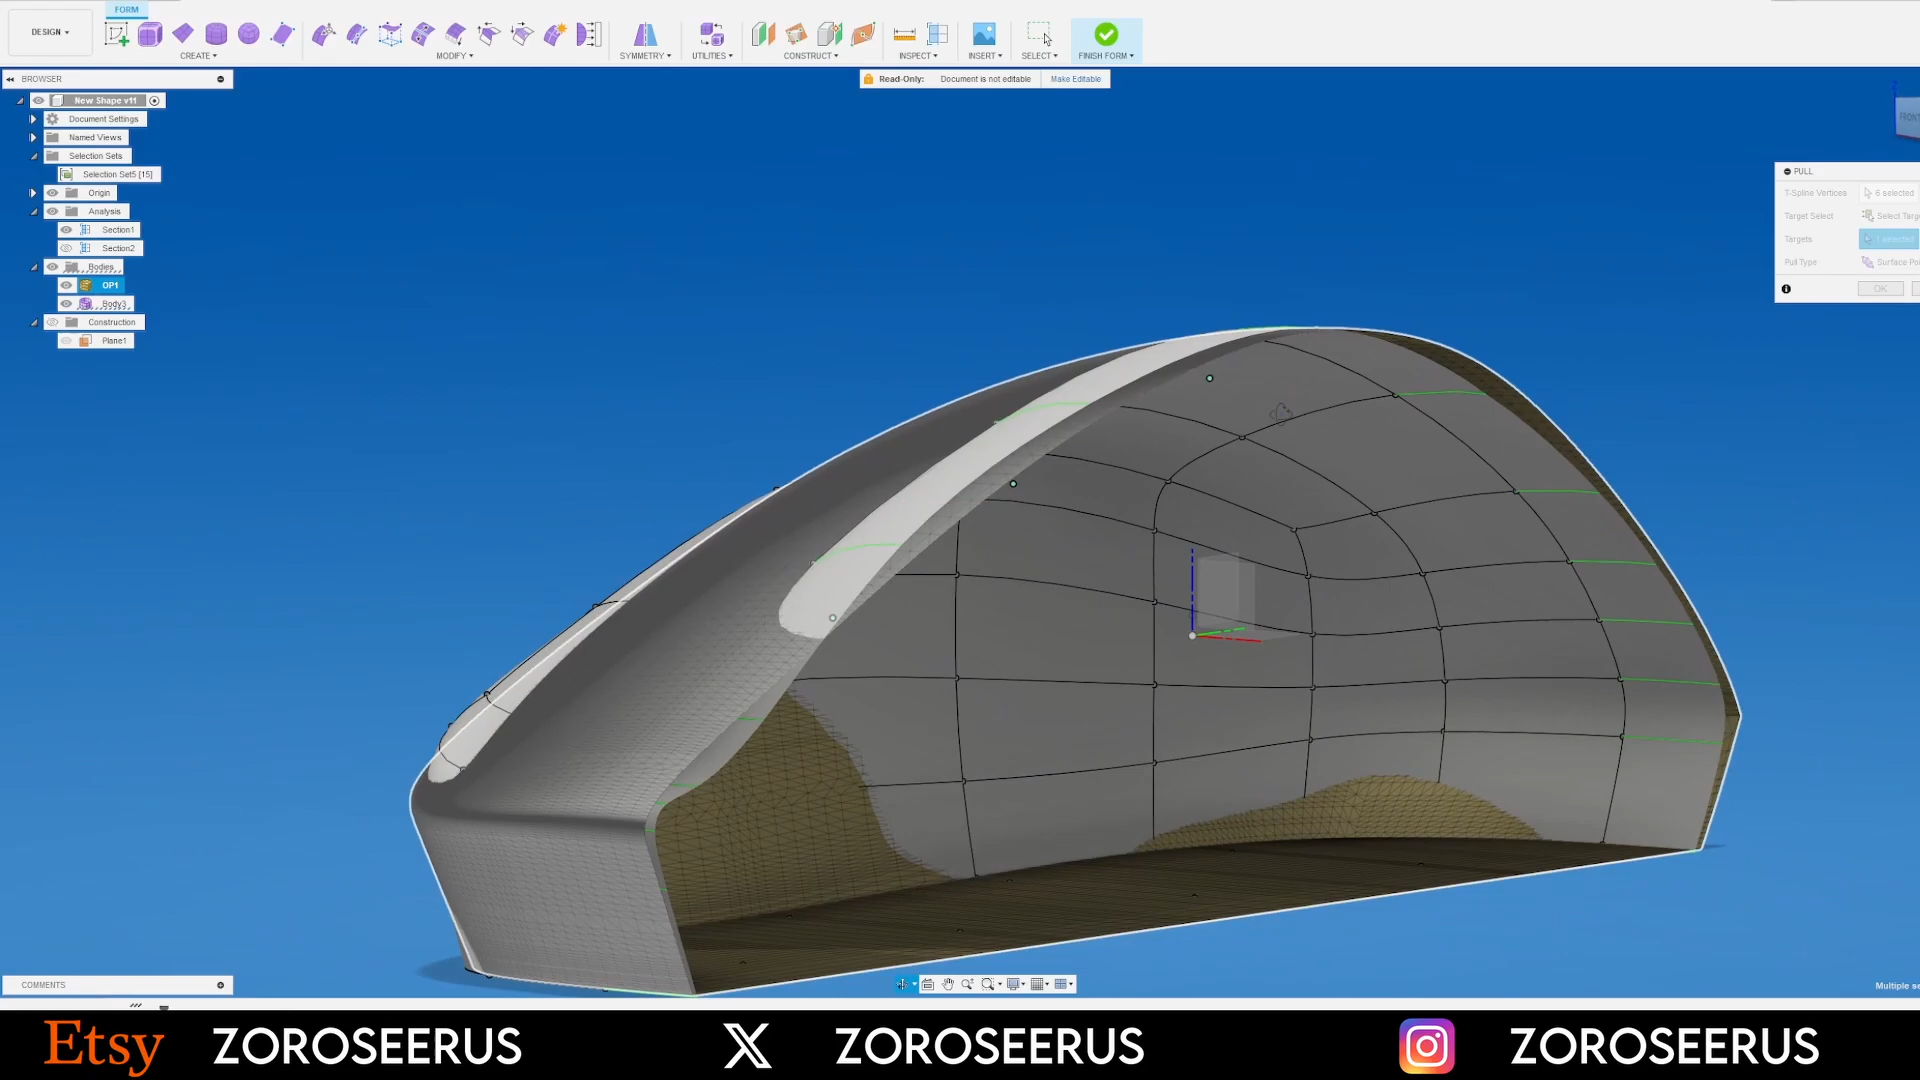 FORM
DESIGN
CREATE
MODIFY
SYMMETRY
UTILITIES
CONSTRUCT
INSPECT
INSERT
SELECT
FINISH FORM
BROWSER
Read-Only: Document is not editable Make Editable
New Shape v11
Document Settings
Named Views
Selection Sets
Selection Set5 [15]
Origin
Analysis
Section1
Section2
Bodies
OP1
Body3
Construction
Plane1
FRONT
PULL
T-Spline Vertices 6 selected
Target Select Select Targ
Targets 1 selected
Pull Type Surface Poi
OK
COMMENTS
Multiple se
Etsy ZOROSEERUS X ZOROSEERUS ZOROSEERUS